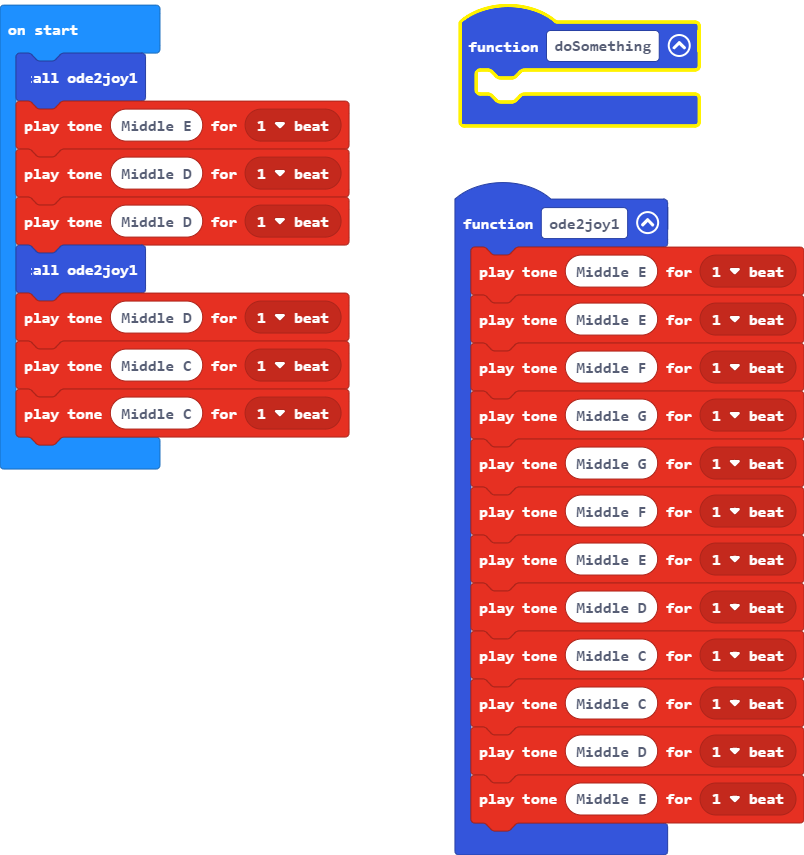 on start
all ode2joy1
play tone Middle E for 1 beat
play tone Middle D for 1 beat
play tone Middle D for 1 beat
all ode2joy1
play tone Middle D for 1 beat
play tone Middle C for 1 beat
play tone Middle C for 1 beat
function doSomething
function ode2joy1
play tone Middle E for 1 beat
play tone Middle E for 1 beat
play tone Middle F for 1 beat
play tone Middle G for 1 beat
play tone Middle G for 1 beat
play tone Middle F for 1 beat
play tone Middle E for 1 beat
play tone Middle D for 1 beat
play tone Middle C for 1 beat
play tone Middle C for 1 beat
play tone Middle D for 1 beat
play tone Middle E for 1 beat